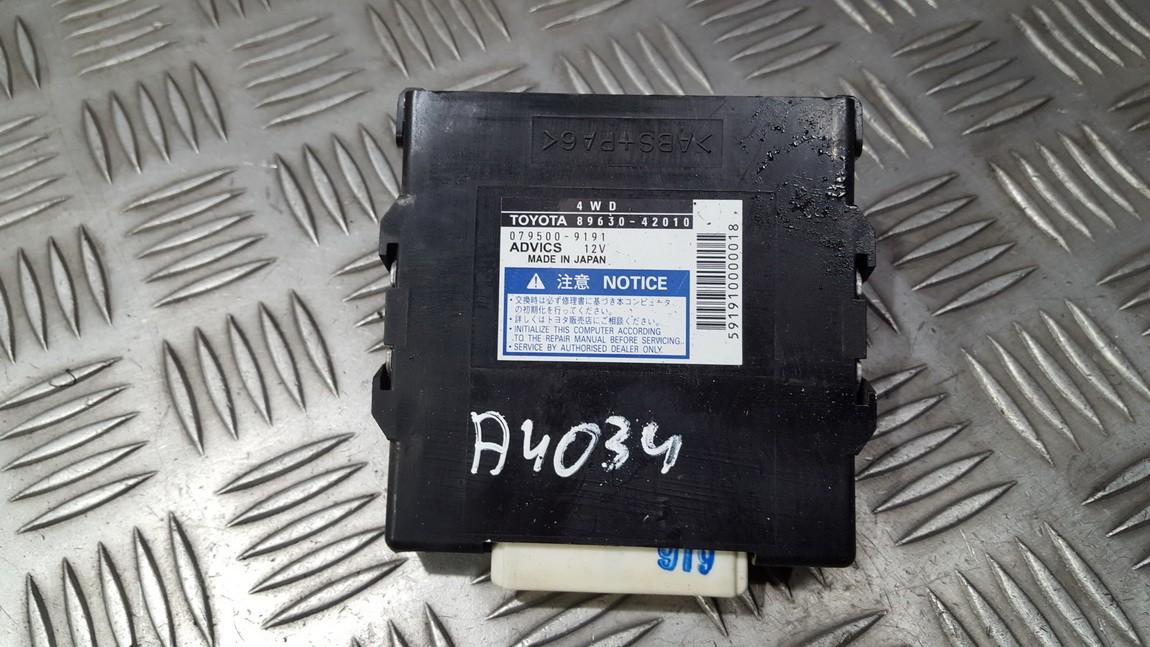 >ABS+PA6<
4WD
TOYOTA 89630-42010
079500-9191
ADVICS 12V
MADE IN JAPAN
注意 NOTICE
・交換時は必ず修理書に基づき本コンピュータ
の初期化を行ってください。
・詳しくはトヨタ販売店にご相談ください。
・INITIALIZE THIS COMPUTER ACCORDING
TO THE REPAIR MANUAL BEFORE SERVICING.
・SERVICE BY AUTHORISED DEALER ONLY.
591910000018
A4034